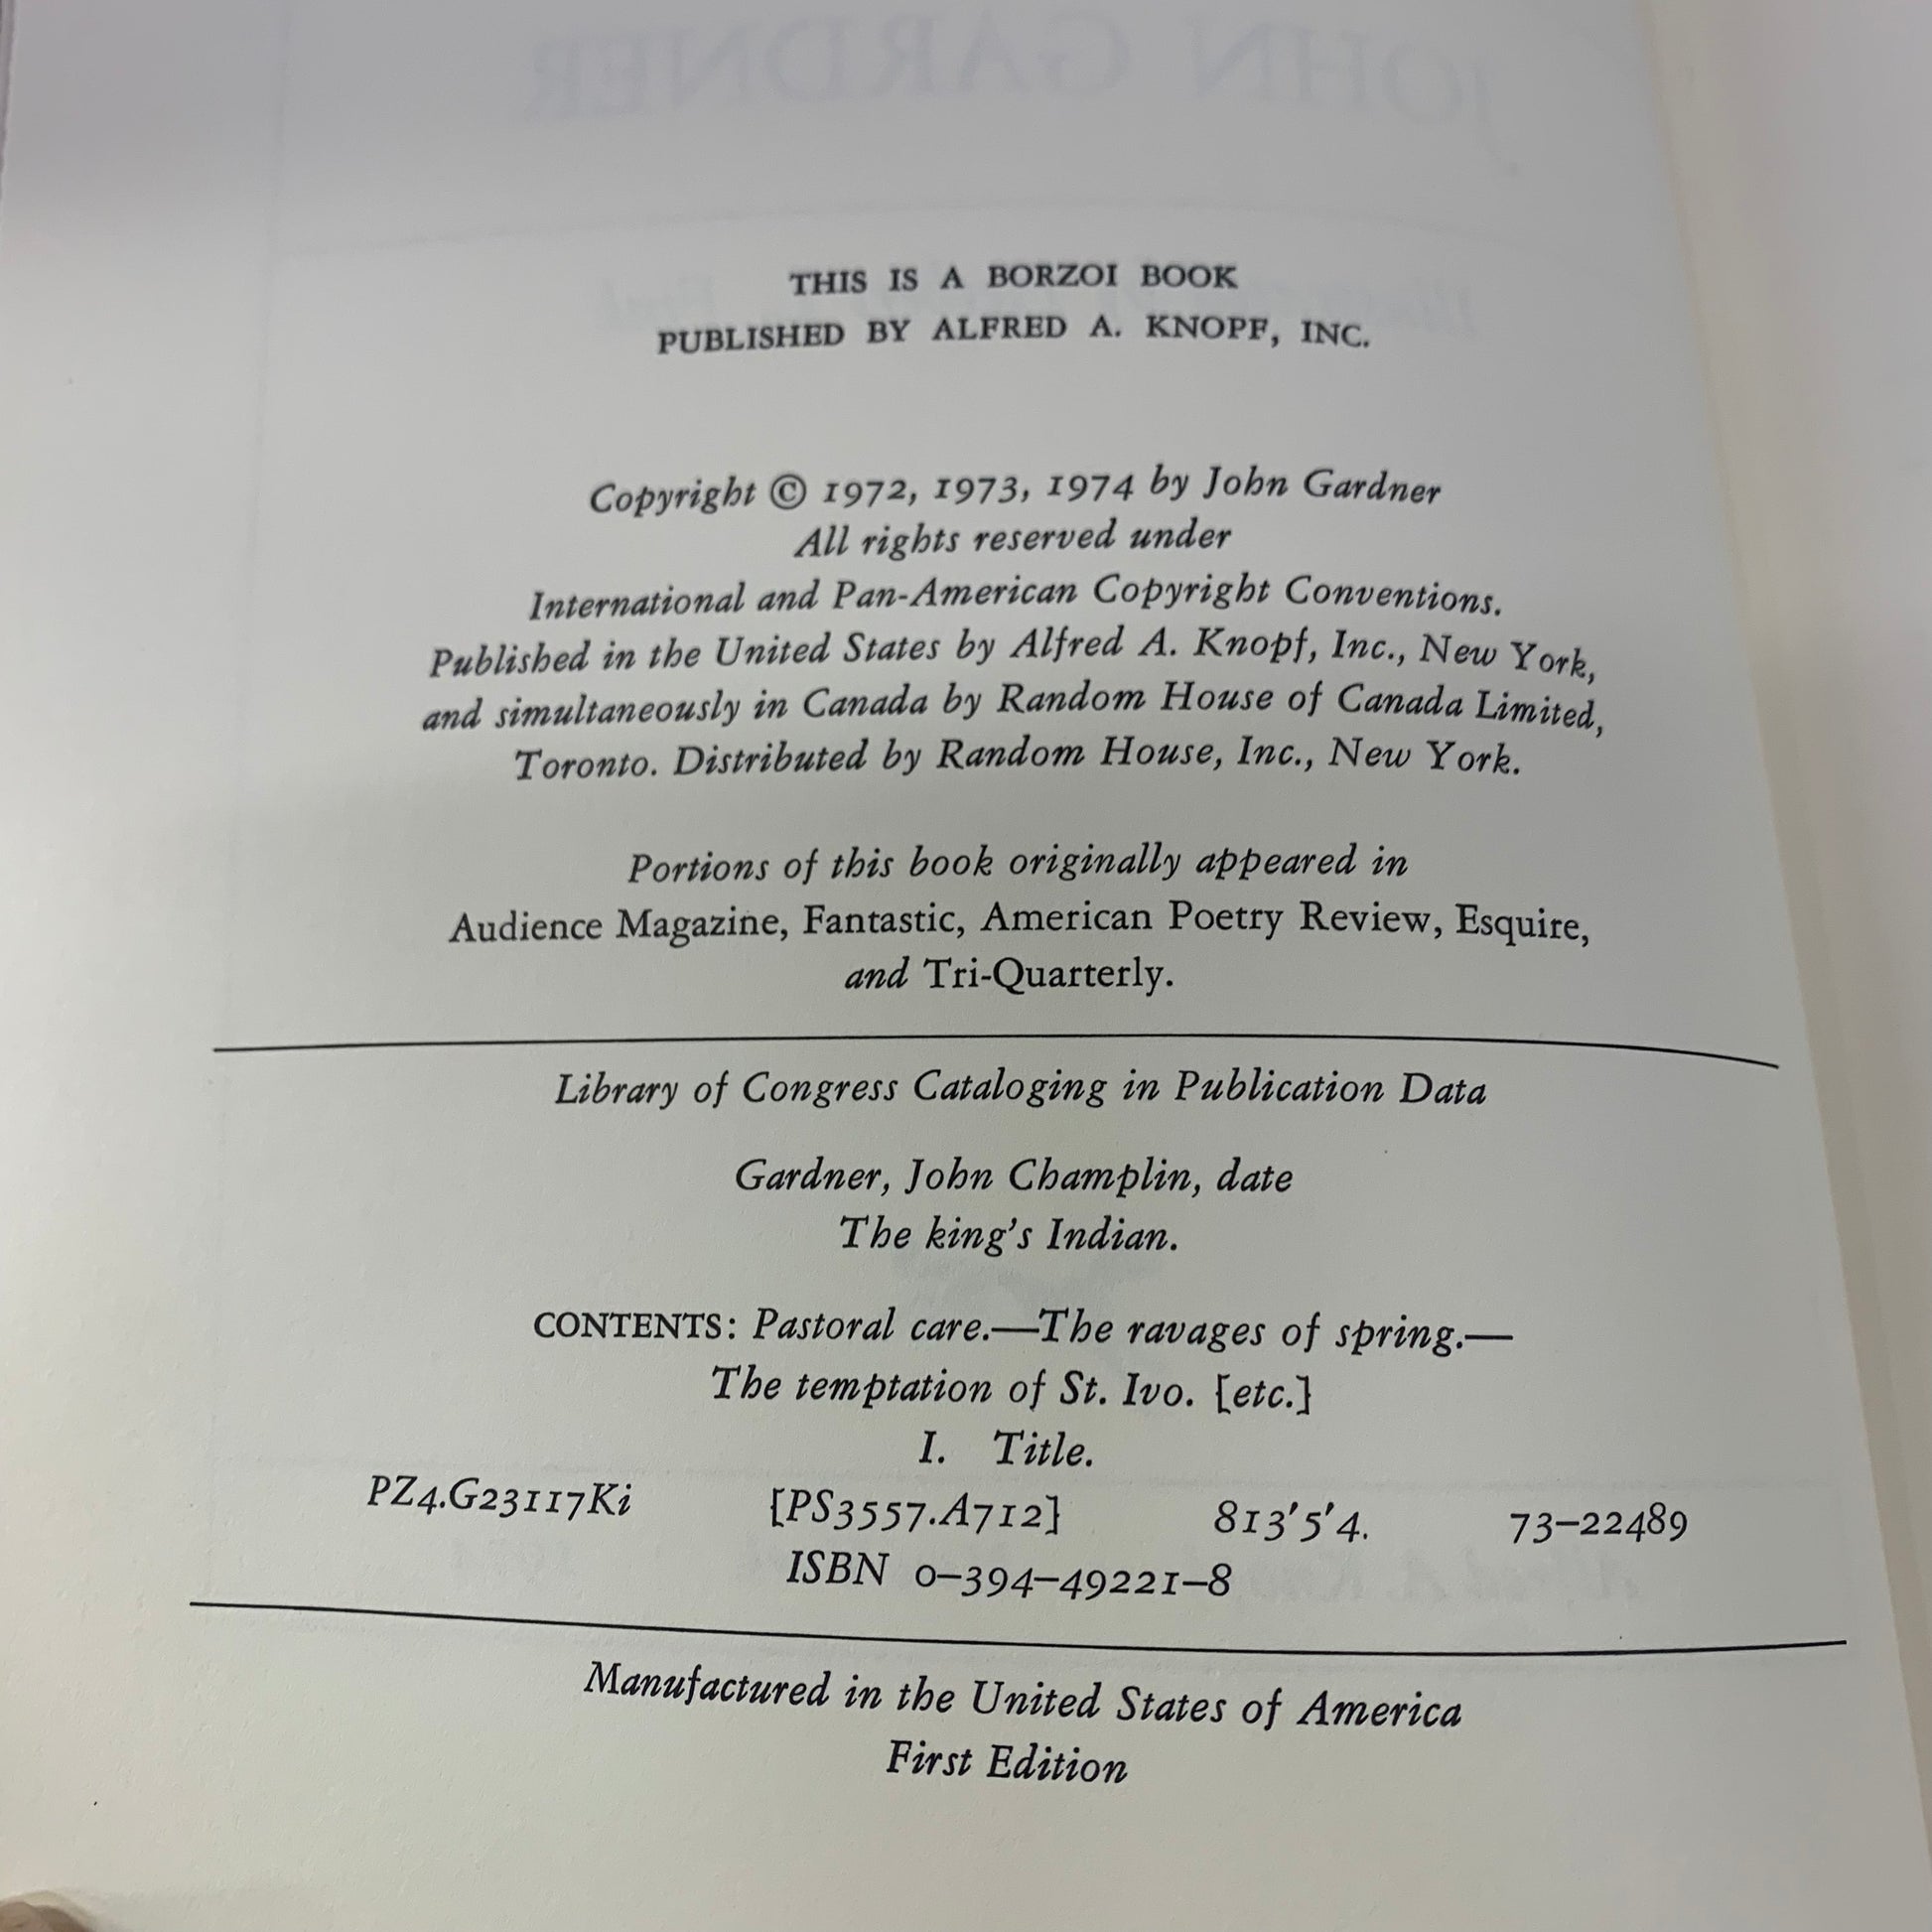 JOHN GARDNER
THIS IS A BORZOI BOOK
PUBLISHED BY ALFRED A. KNOPF, INC.
Copyright © 1972, 1973, 1974 by John Gardner
All rights reserved under
International and Pan-American Copyright Conventions.
Published in the United States by Alfred A. Knopf, Inc., New York,
and simultaneously in Canada by Random House of Canada Limited,
Toronto. Distributed by Random House, Inc., New York.
Portions of this book originally appeared in
Audience Magazine, Fantastic, American Poetry Review, Esquire,
and Tri-Quarterly.
Library of Congress Cataloging in Publication Data
Gardner, John Champlin, date
The king's Indian.
CONTENTS: Pastoral care.—The ravages of spring.—
The temptation of St. Ivo. [etc.]
I. Title.
PZ4.G23117Ki [PS3557.A712] 813'5'4. 73–22489
ISBN 0–394–49221–8
Manufactured in the United States of America
First Edition